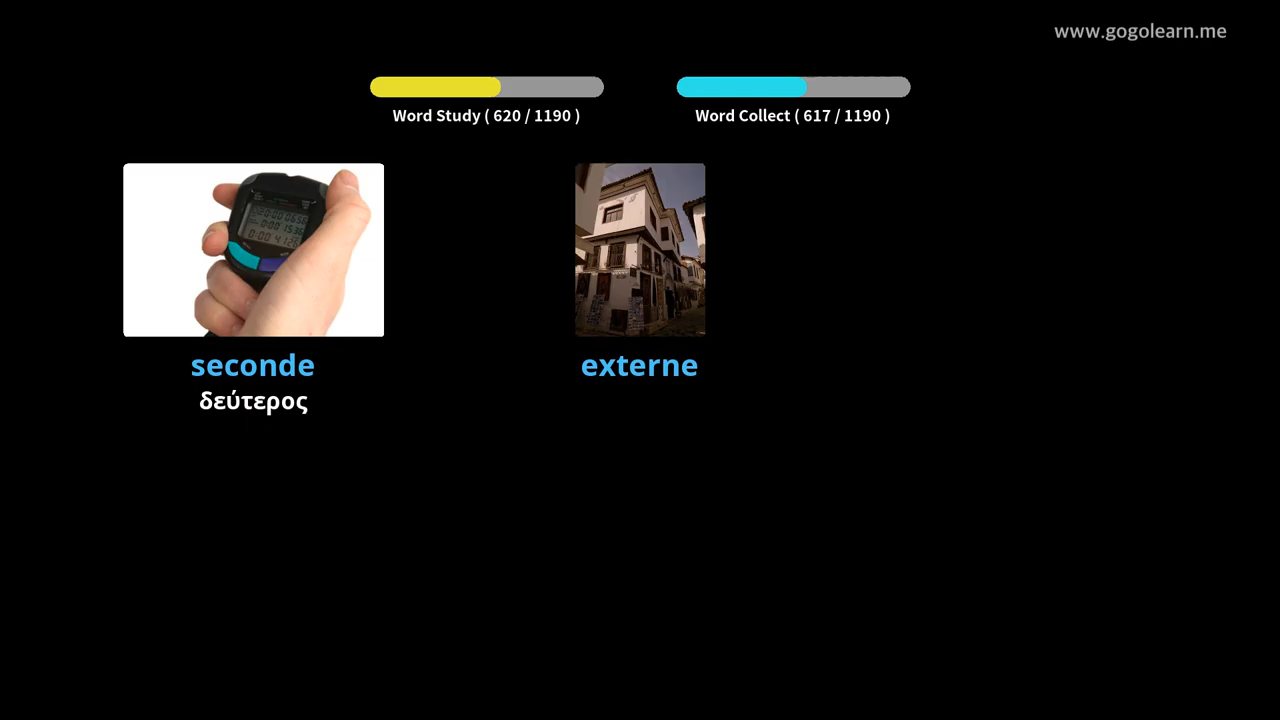 www.gogolearn.me
Word Study ( 620 / 1190 )
Word Collect ( 617 / 1190 )
seconde
δεύτερος
externe